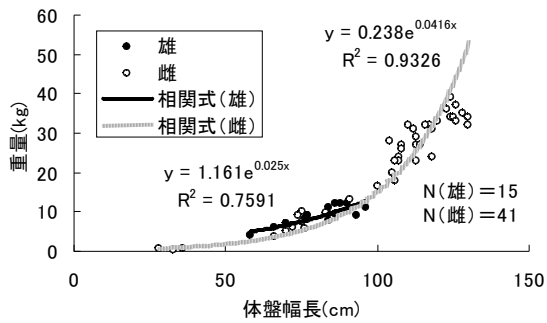 60
50
40
30
20
10
0
重量(kg)
雄
雌
相関式(雄)
相関式(雌)
y = 0.238e^0.0416x
R² = 0.9326
y = 1.161e^0.025x
R² = 0.7591
N(雄)=15
N(雌)=41
0 50 100 150
体盤幅長(cm)